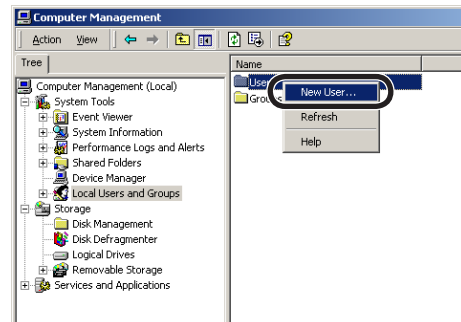 Computer Management
Action View
Tree
Name
Computer Management (Local)
System Tools
Event Viewer
System Information
Performance Logs and Alerts
Shared Folders
Device Manager
Local Users and Groups
Storage
Disk Management
Disk Defragmenter
Logical Drives
Removable Storage
Services and Applications
Groups
New User...
Refresh
Help